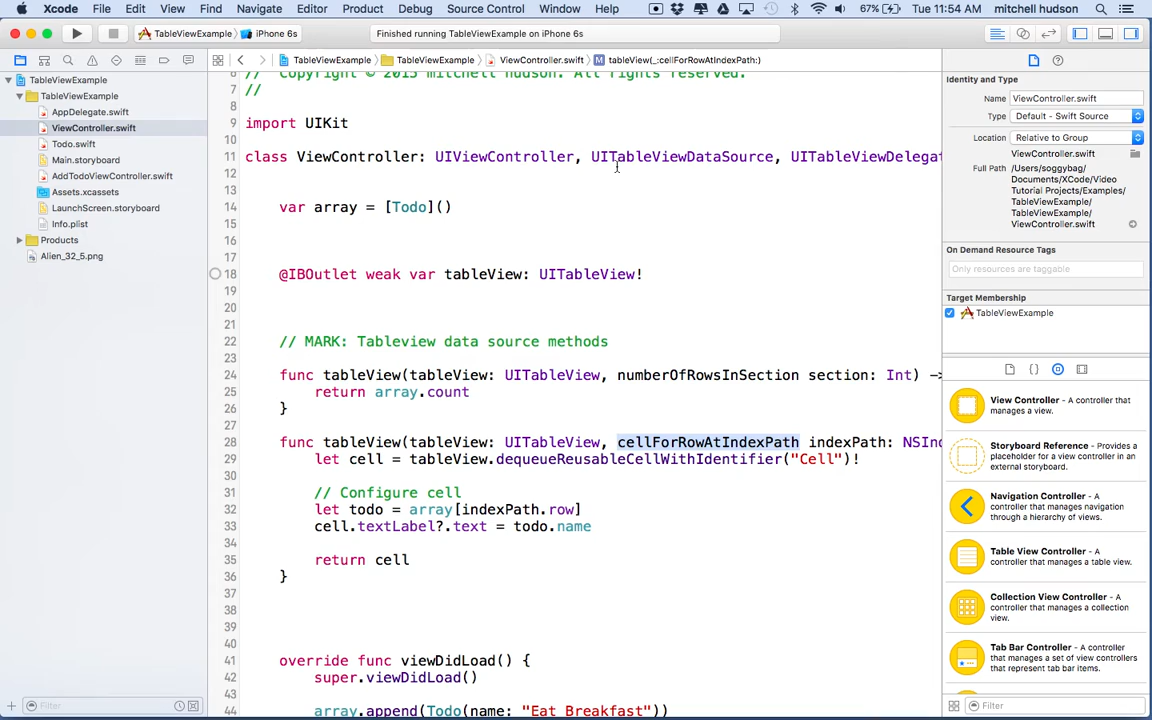 Xcode File Edit View Find Navigate Editor Product Debug Source Control Window Help 67% Tue 11:54 AM mitchell hudson
TableViewExample iPhone 6s Finished running TableViewExample on iPhone 6s
TableViewExample TableViewExample ViewController.swift M tableView(_:cellForRowAtIndexPath:)
TableViewExample
TableViewExample
AppDelegate.swift
ViewController.swift
Todo.swift
Main.storyboard
AddTodoViewController.swift
Assets.xcassets
LaunchScreen.storyboard
Info.plist
Products
Alien_32_5.png
Filter
6 // Copyright © 2015 mitchell hudson. All rights reserved.
7 //
8
9 import UIKit
10
11 class ViewController: UIViewController, UITableViewDataSource, UITableViewDelegat
12
13
14 var array = [Todo]()
15
16
17
18 @IBOutlet weak var tableView: UITableView!
19
20
21
22 // MARK: Tableview data source methods
23
24 func tableView(tableView: UITableView, numberOfRowsInSection section: Int) ->
25 return array.count
26 }
27
28 func tableView(tableView: UITableView, cellForRowAtIndexPath indexPath: NSInd
29 let cell = tableView.dequeueReusableCellWithIdentifier("Cell")!
30
31 // Configure cell
32 let todo = array[indexPath.row]
33 cell.textLabel?.text = todo.name
34
35 return cell
36 }
37
38
39
40
41 override func viewDidLoad() {
42 super.viewDidLoad()
43
44 array.append(Todo(name: "Eat Breakfast"))
Identity and Type
Name ViewController.swift
Type Default - Swift Source
Location Relative to Group
ViewController.swift
Full Path /Users/soggybag/
Documents/XCode/Video
Tutorial Projects/Examples/
TableViewExample/
TableViewExample/
ViewController.swift
On Demand Resource Tags
Only resources are taggable
Target Membership
TableViewExample
View Controller - A controller that
manages a view.
Storyboard Reference - Provides a
placeholder for a view controller in an
external storyboard.
Navigation Controller - A
controller that manages navigation
through a hierarchy of views.
Table View Controller - A
controller that manages a table view.
Collection View Controller - A
controller that manages a collection
view.
Tab Bar Controller - A controller
that manages a set of view controllers
that represent tab bar items.
Filter